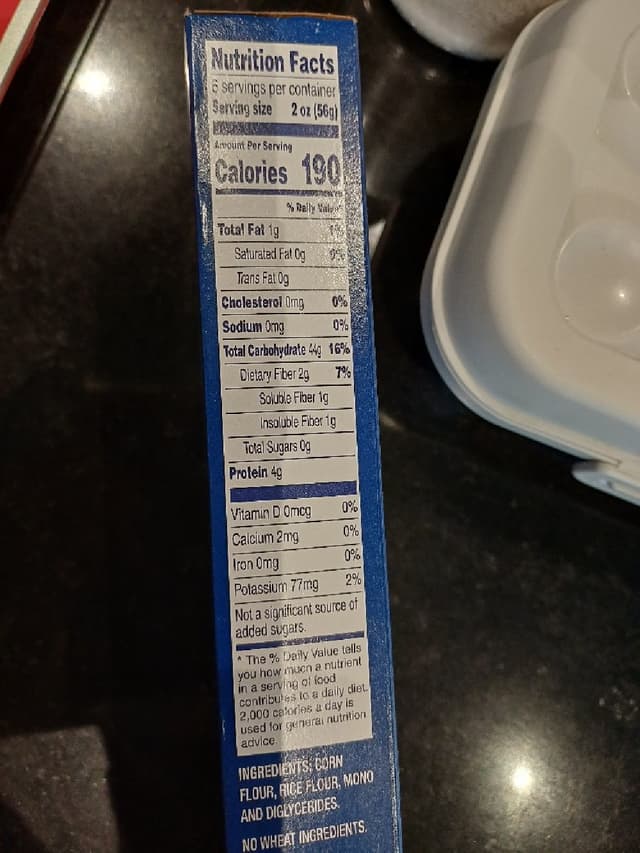 Nutrition Facts
6 servings per container
Serving size 2 oz (56g)
Amount Per Serving
Calories 190
% Daily Value*
Total Fat 1g 1%
Saturated Fat 0g 0%
Trans Fat 0g
Cholesterol 0mg 0%
Sodium 0mg 0%
Total Carbohydrate 44g 16%
Dietary Fiber 2g 7%
Soluble Fiber 1g
Insoluble Fiber 1g
Total Sugars 0g
Protein 4g
Vitamin D 0mcg 0%
Calcium 2mg 0%
Iron 0mg 0%
Potassium 77mg 2%
Not a significant source of
added sugars.
* The % Daily Value tells
you how much a nutrient
in a serving of food
contributes to a daily diet.
2,000 calories a day is
used for general nutrition
advice.
INGREDIENTS: CORN
FLOUR, RICE FLOUR, MONO
AND DIGLYCERIDES.
NO WHEAT INGREDIENTS.